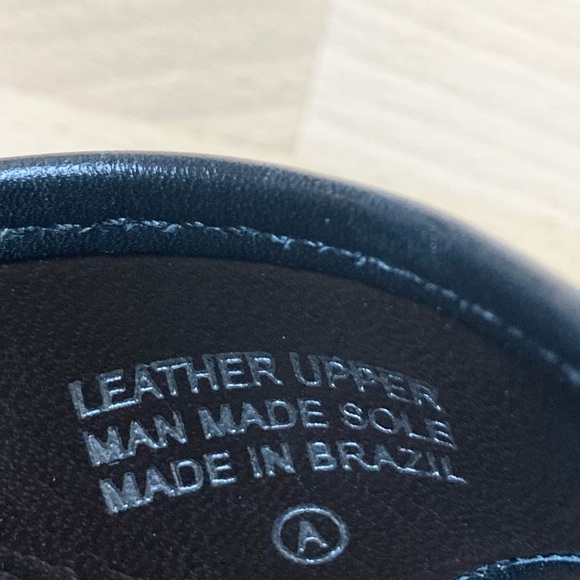 LEATHER UPPER
MAN MADE SOLE
MADE IN BRAZIL
A